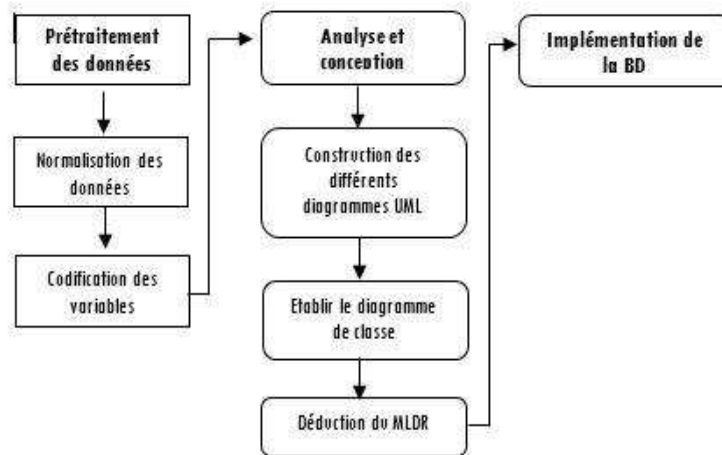 Prétraitement
des données
Normalisation des
données
Codification des
variables
Analyse et
conception
Construction des
différents
diagrammes UML
Etablir le diagramme
de classe
Déduction du MLDR
Implémentation de
la BD